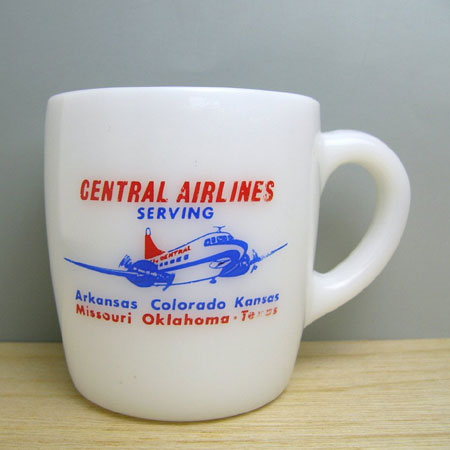 CENTRAL AIRLINES
SERVING
CENTRAL
Arkansas Colorado Kansas
Missouri Oklahoma - Texas